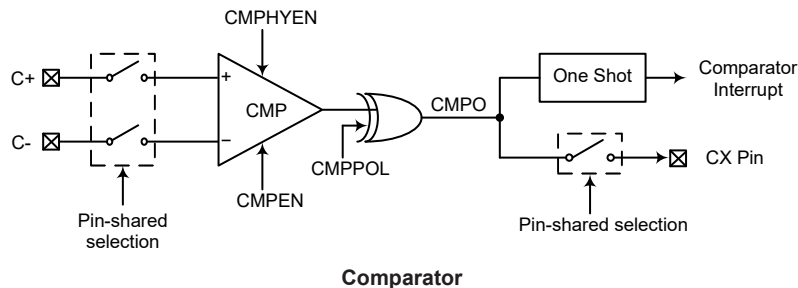 CMPHYEN
C+
+
CMP
C-
−
CMPEN
CMPPOL
CMPO
One Shot
Comparator
Interrupt
CX Pin
Pin-shared
selection
Pin-shared selection
Comparator